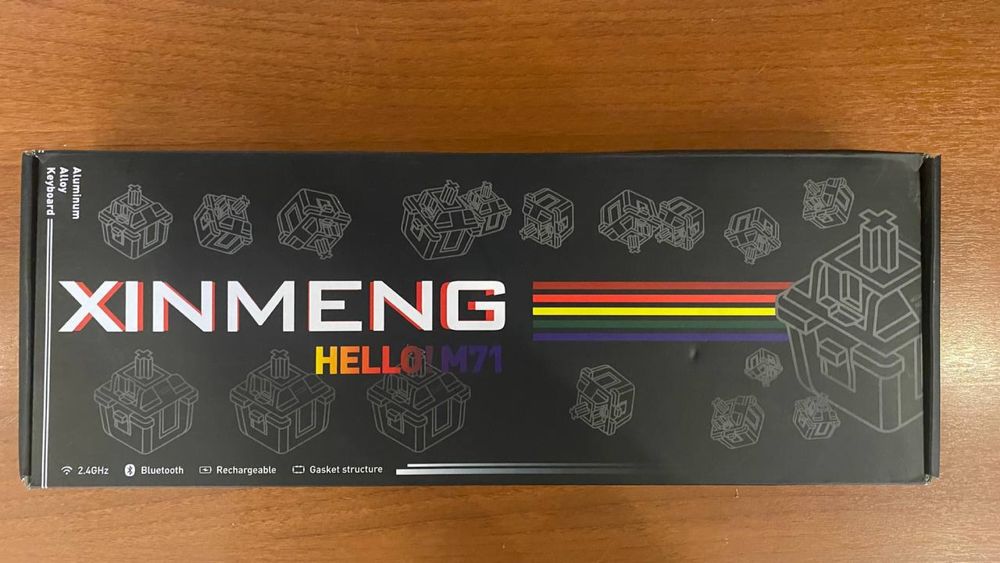 Aluminum
Alloy
Keyboard
XINMENG
HELLO! M71
2.4GHz Bluetooth Rechargeable Gasket structure